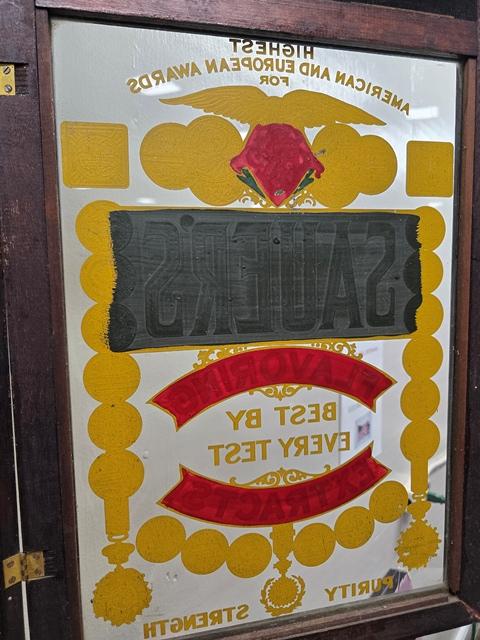 HIGHEST
AMERICAN AND EUROPEAN AWARDS
FOR
SAUER'S
FLAVORING
BEST BY
EVERY TEST
EXTRACTS
PURITY
STRENGTH